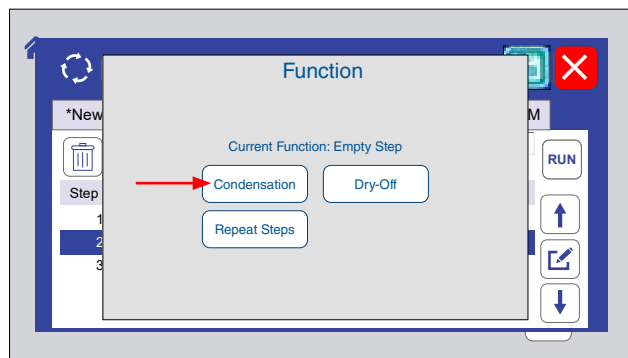 Function
*New
M
Current Function: Empty Step
RUN
Condensation
Dry-Off
Step
1
Repeat Steps
2
3